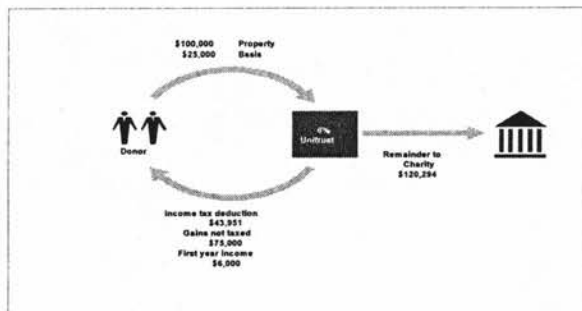 $100,000 Property
$25,000 Basis
Donor
Unitrust
Remainder to
Charity
$120,294
Income tax deduction
$43,951
Gains not taxed
$75,000
First year income
$6,000